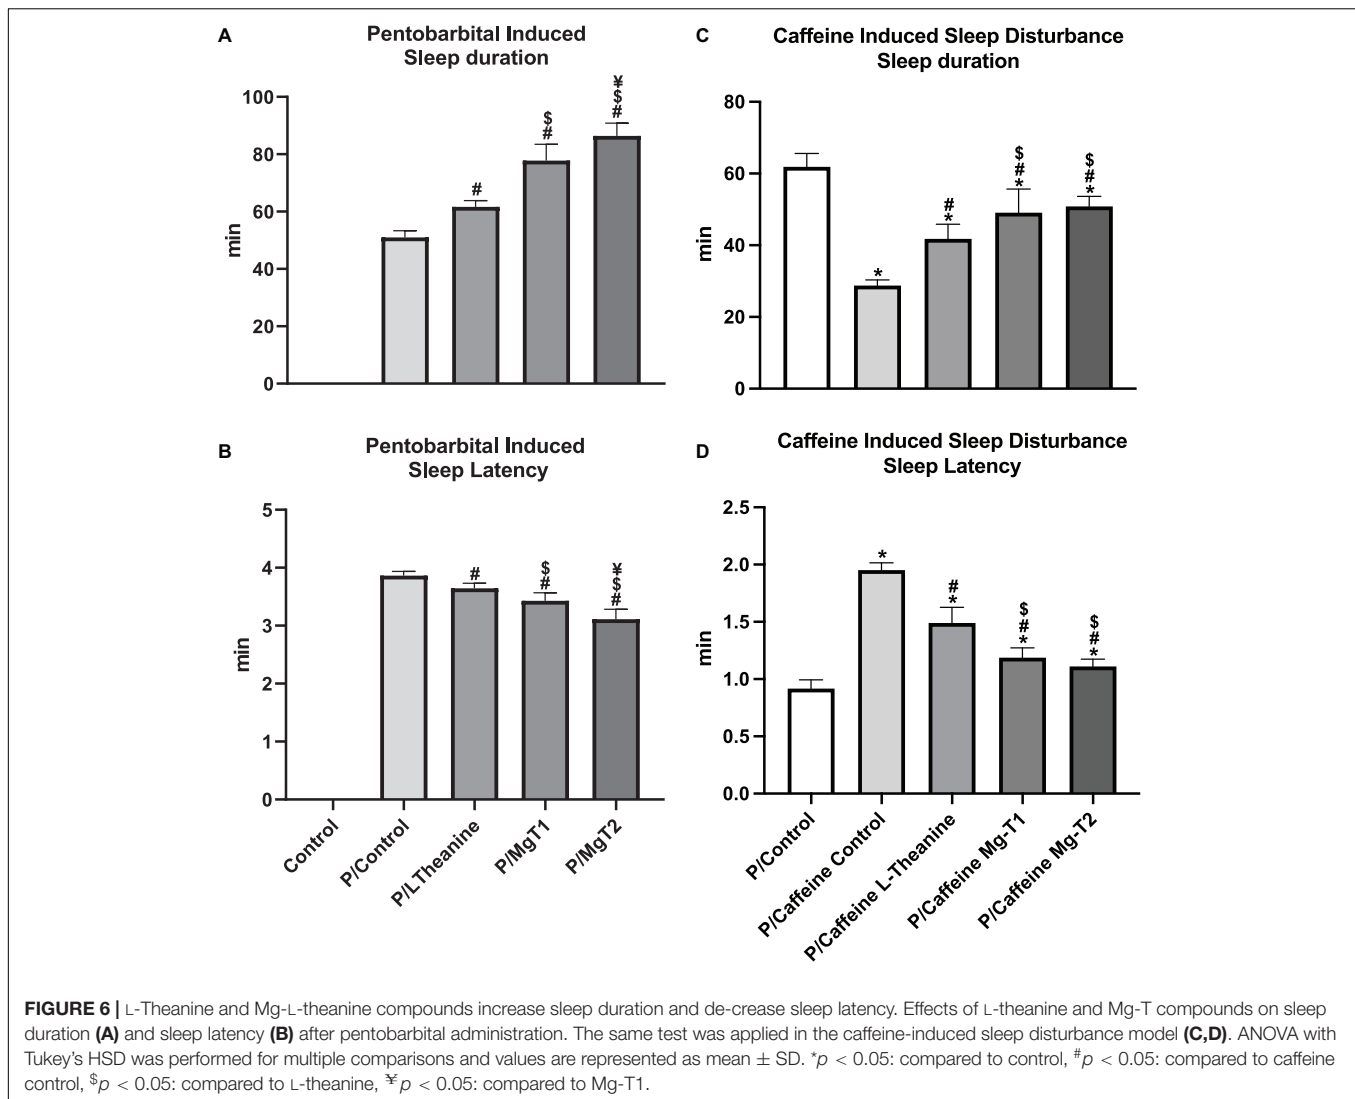 A
Pentobarbital Induced
Sleep duration
min
100
80
60
40
20
0
#
$
#
¥
$
#
C
Caffeine Induced Sleep Disturbance
Sleep duration
min
80
60
40
20
0
*
#
*
$
#
*
$
#
*
B
Pentobarbital Induced
Sleep Latency
min
5
4
3
2
1
0
#
$
#
¥
$
#
Control
P/Control
P/LTheanine
P/MgT1
P/MgT2
D
Caffeine Induced Sleep Disturbance
Sleep Latency
min
2.5
2.0
1.5
1.0
0.5
0.0
*
#
*
$
#
*
$
#
*
P/Control
P/Caffeine Control
P/Caffeine L-Theanine
P/Caffeine Mg-T1
P/Caffeine Mg-T2
FIGURE 6 | L-Theanine and Mg-L-theanine compounds increase sleep duration and de-crease sleep latency. Effects of L-theanine and Mg-T compounds on sleep
duration (A) and sleep latency (B) after pentobarbital administration. The same test was applied in the caffeine-induced sleep disturbance model (C,D). ANOVA with
Tukey's HSD was performed for multiple comparisons and values are represented as mean ± SD. *p < 0.05: compared to control, #p < 0.05: compared to caffeine
control, $p < 0.05: compared to L-theanine, ¥p < 0.05: compared to Mg-T1.